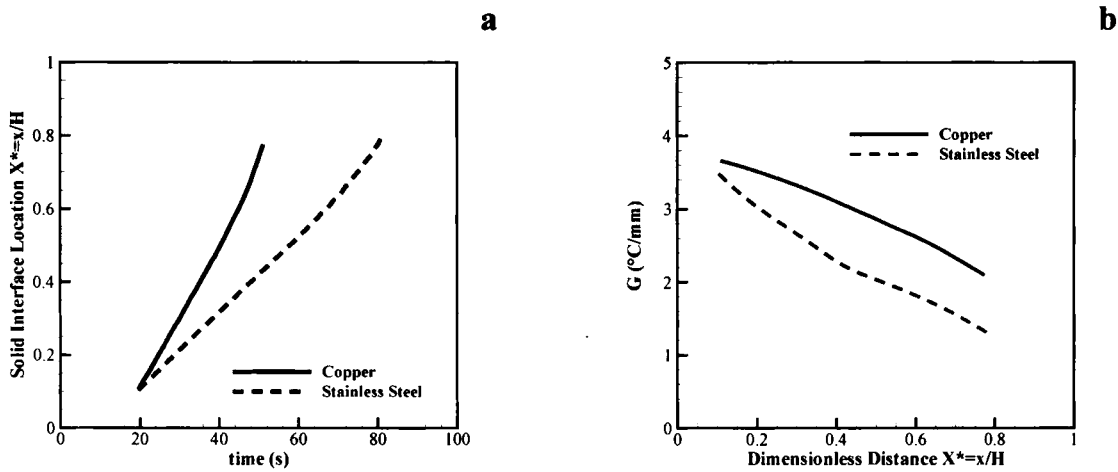 a
1
0.8
0.6
0.4
0.2
0
Solid Interface Location X*=x/H
Copper
Stainless Steel
0
20
40
60
80
100
time (s)
b
5
4
3
2
1
0
G (°C/mm)
Copper
Stainless Steel
0
0.2
0.4
0.6
0.8
1
Dimensionless Distance X*=x/H